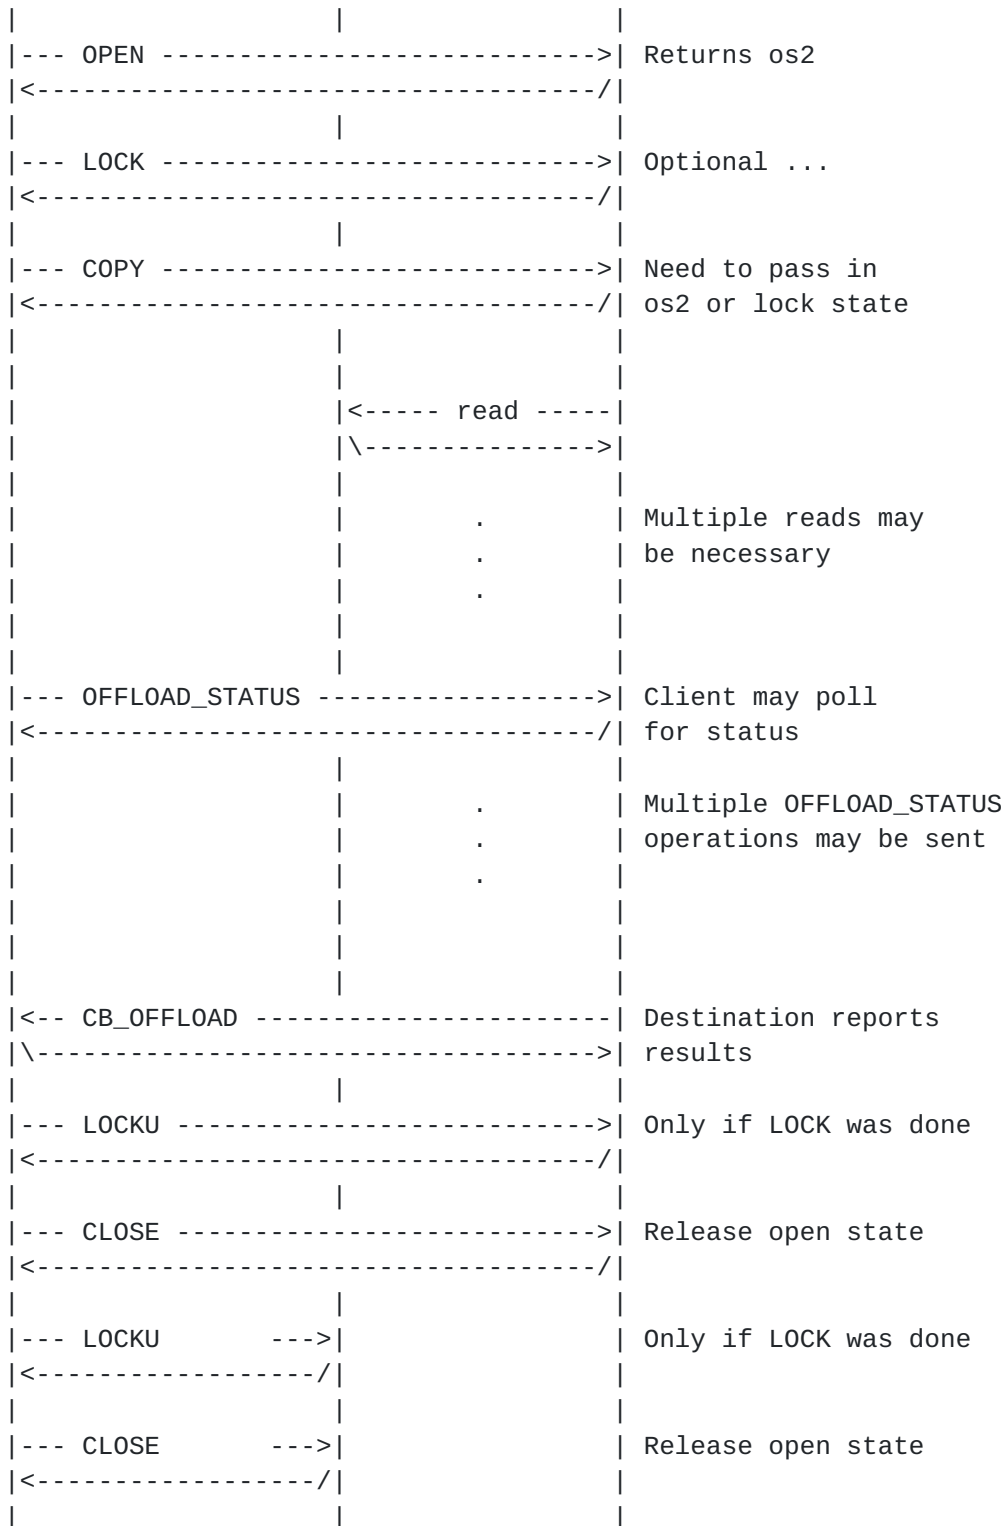 |                    |                 |
|--- OPEN ---------------------------->| Returns os2
|<------------------------------------/|
|                    |                 |
|--- LOCK ---------------------------->| Optional ...
|<------------------------------------/|
|                    |                 |
|--- COPY ---------------------------->| Need to pass in
|<------------------------------------/| os2 or lock state
|                    |                 |
|                    |                 |
|                    |<----- read -----|
|                    |\--------------->|
|                    |                 |
|                    |        .        | Multiple reads may
|                    |        .        | be necessary
|                    |        .        |
|                    |                 |
|                    |                 |
|--- OFFLOAD_STATUS ------------------>| Client may poll
|<------------------------------------/| for status
|                    |                 |
|                    |        .        | Multiple OFFLOAD_STATUS
|                    |        .        | operations may be sent
|                    |        .        |
|                    |                 |
|                    |                 |
|                    |                 |
|<-- CB_OFFLOAD -----------------------| Destination reports
|\------------------------------------>| results
|                    |                 |
|--- LOCKU --------------------------->| Only if LOCK was done
|<------------------------------------/|
|                    |                 |
|--- CLOSE --------------------------->| Release open state
|<------------------------------------/|
|                    |                 |
|--- LOCKU       --->|                 | Only if LOCK was done
|<------------------/|                 |
|                    |                 |
|--- CLOSE       --->|                 | Release open state
|<------------------/|                 |
|                    |                 |